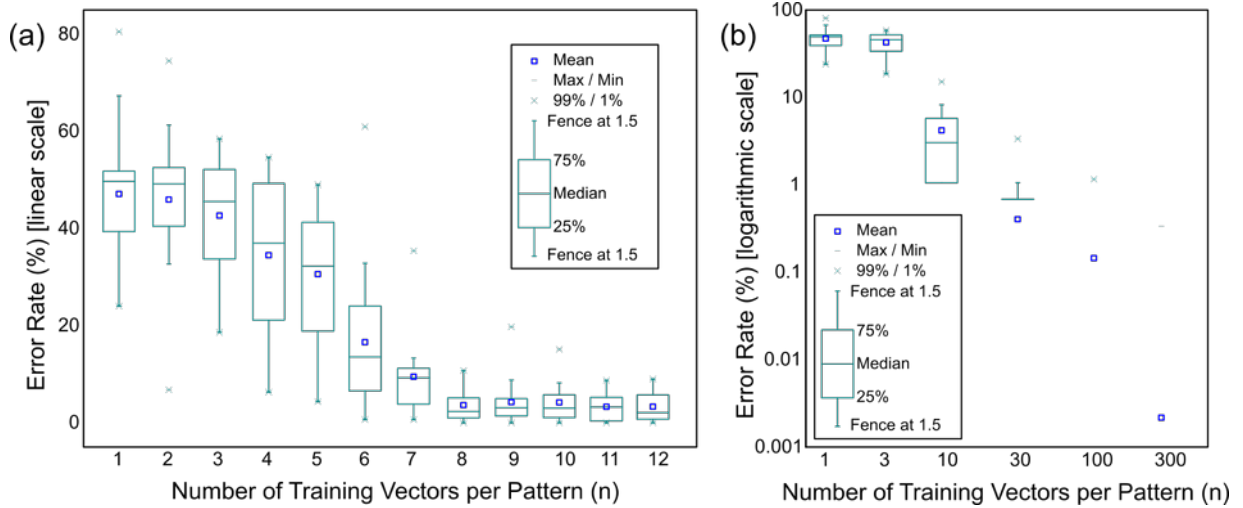 (a)
Error Rate (%) [linear scale]
80
60
40
20
0
Mean
Max / Min
99% / 1%
Fence at 1.5
75%
Median
25%
Fence at 1.5
1 2 3 4 5 6 7 8 9 10 11 12
Number of Training Vectors per Pattern (n)
(b)
Error Rate (%) [logarithmic scale]
100
10
1
0.1
0.01
0.001
Mean
Max / Min
99% / 1%
Fence at 1.5
75%
Median
25%
Fence at 1.5
1 3 10 30 100 300
Number of Training Vectors per Pattern (n)